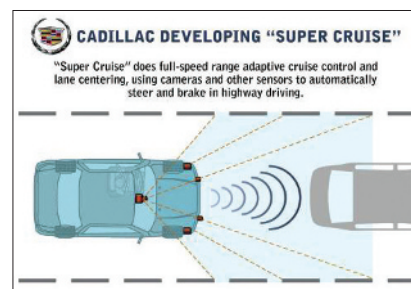 CADILLAC DEVELOPING “SUPER CRUISE”
“Super Cruise” does full-speed range adaptive cruise control and
lane centering, using cameras and other sensors to automatically
steer and brake in highway driving.